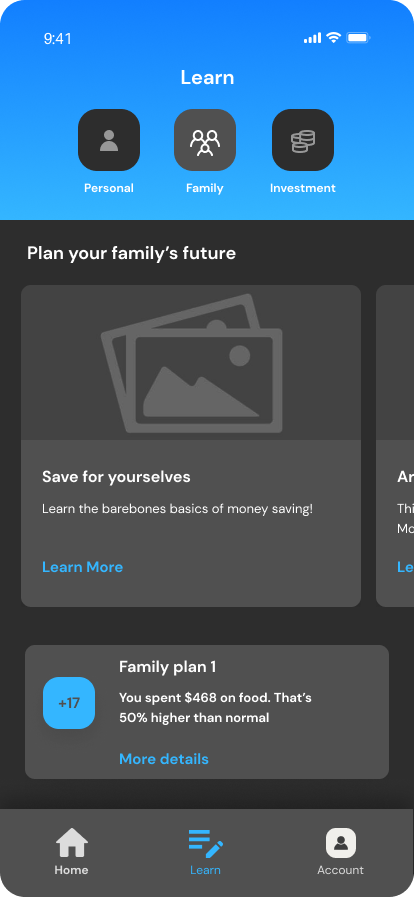 9:41
Learn
Personal Family Investment
Plan your family’s future
Save for yourselves
Learn the barebones basics of money saving!
Learn More
Ar
Thi
Mo
Le
+17
Family plan 1
You spent $468 on food. That’s
50% higher than normal
More details
Home Learn Account